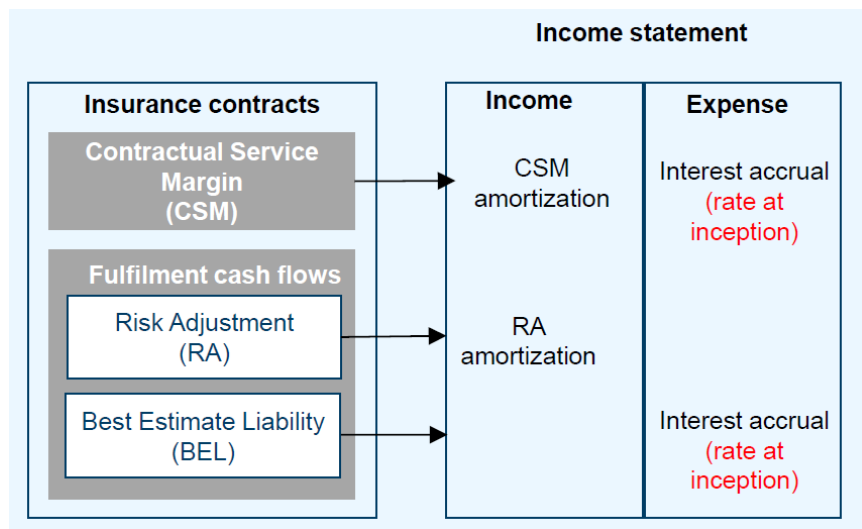 Income statement
Insurance contracts
Income
Expense
Contractual Service
Margin
(CSM)
CSM
amortization
Interest accrual
(rate at
inception)
Fulfilment cash flows
Risk Adjustment
(RA)
RA
amortization
Best Estimate Liability
(BEL)
Interest accrual
(rate at
inception)